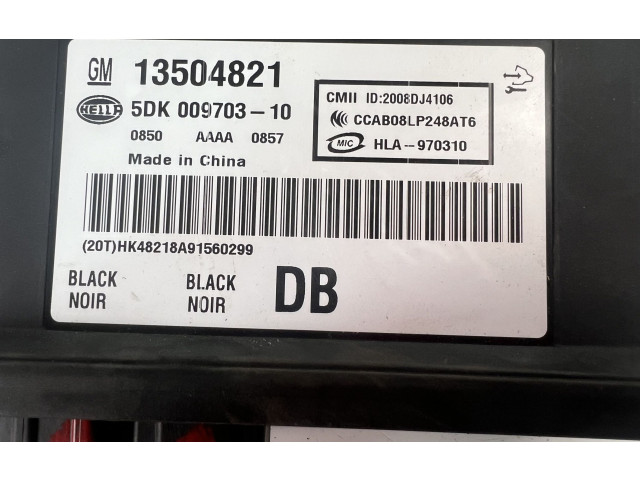 GM 13504821
HELLA 5DK 009703-10
0850 AAAA 0857
Made in China
CMII ID:2008DJ4106
CCC CCAB08LP248AT6
MIC HLA-970310
(20T)HK48218A91560299
BLACK BLACK DB
NOIR NOIR